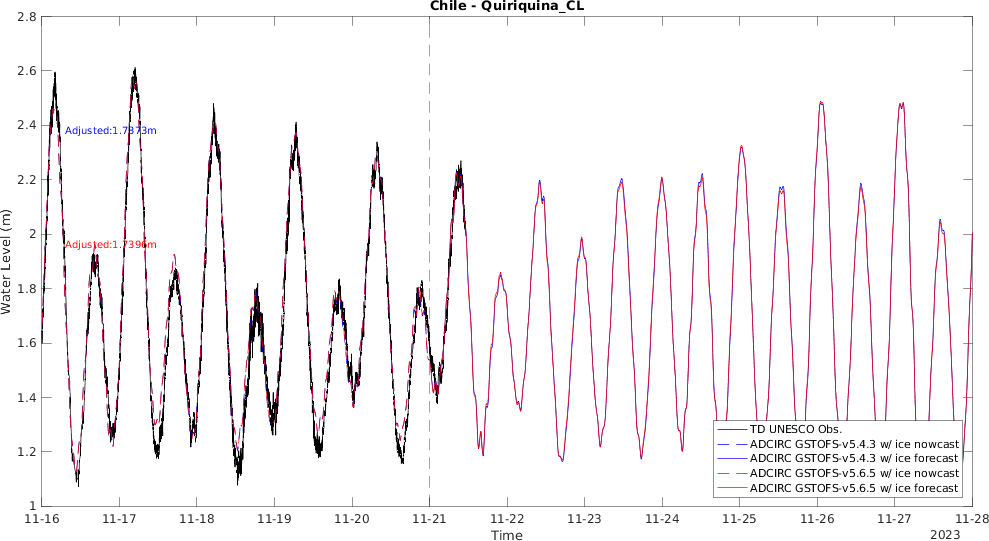 Chile - Quiriquina_CL
2.8
2.6
2.4
2.2
2
1.8
1.6
1.4
1.2
1
Water Level (m)
Adjusted:1.7373m
Adjusted:1.7396m
TD UNESCO Obs.
ADCIRC GSTOFS-v5.4.3 w/ ice nowcast
ADCIRC GSTOFS-v5.4.3 w/ ice forecast
ADCIRC GSTOFS-v5.6.5 w/ ice nowcast
ADCIRC GSTOFS-v5.6.5 w/ ice forecast
11-16 11-17 11-18 11-19 11-20 11-21 11-22 11-23 11-24 11-25 11-26 11-27 11-28
Time
2023